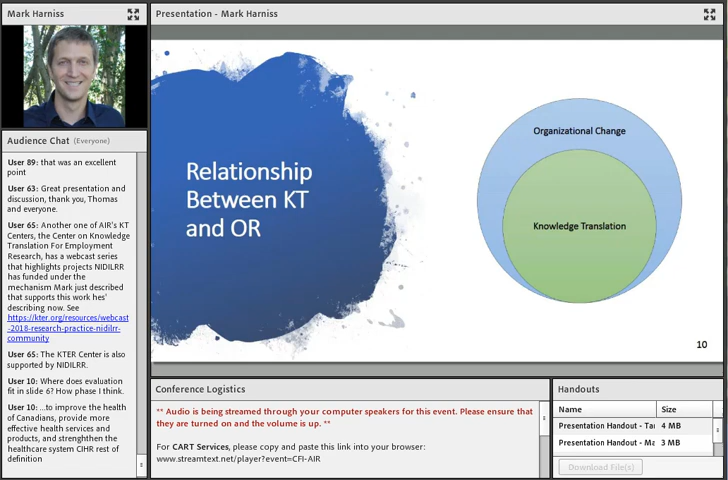 Mark Harniss
Presentation - Mark Harniss
Audience Chat (Everyone)
User 89: that was an excellent
point
User 63: Great presentation and
discussion, thank you, Thomas
and everyone.
User 65: Another one of AIR's KT
Centers, the Center on Knowledge
Translation For Employment
Research, has a webcast series
that highlights projects NIDILRR
has funded under the
mechanism Mark just described
that supports this work hes'
describing now. See
https://kter.org/resources/webcast
-2018-research-practice-nidilrr-
community
User 65: The KTER Center is also
supported by NIDILRR.
User 10: Where does evaluation
fit in slide 6? How phase I think.
User 10: ...to improve the health
of Canadians, provide more
effective health services and
products, and strenghthen the
healthcare system CIHR rest of
definition
Relationship
Between KT
and OR
Organizational Change
Knowledge Translation
10
Conference Logistics
** Audio is being streamed through your computer speakers for this event. Please ensure that
they are turned on and the volume is up. **
For CART Services, please copy and paste this link into your browser:
www.streamtext.net/player?event=CFI-AIR
Handouts
Name Size
Presentation Handout - Tar 4 MB
Presentation Handout - Ma 3 MB
Download File(s)